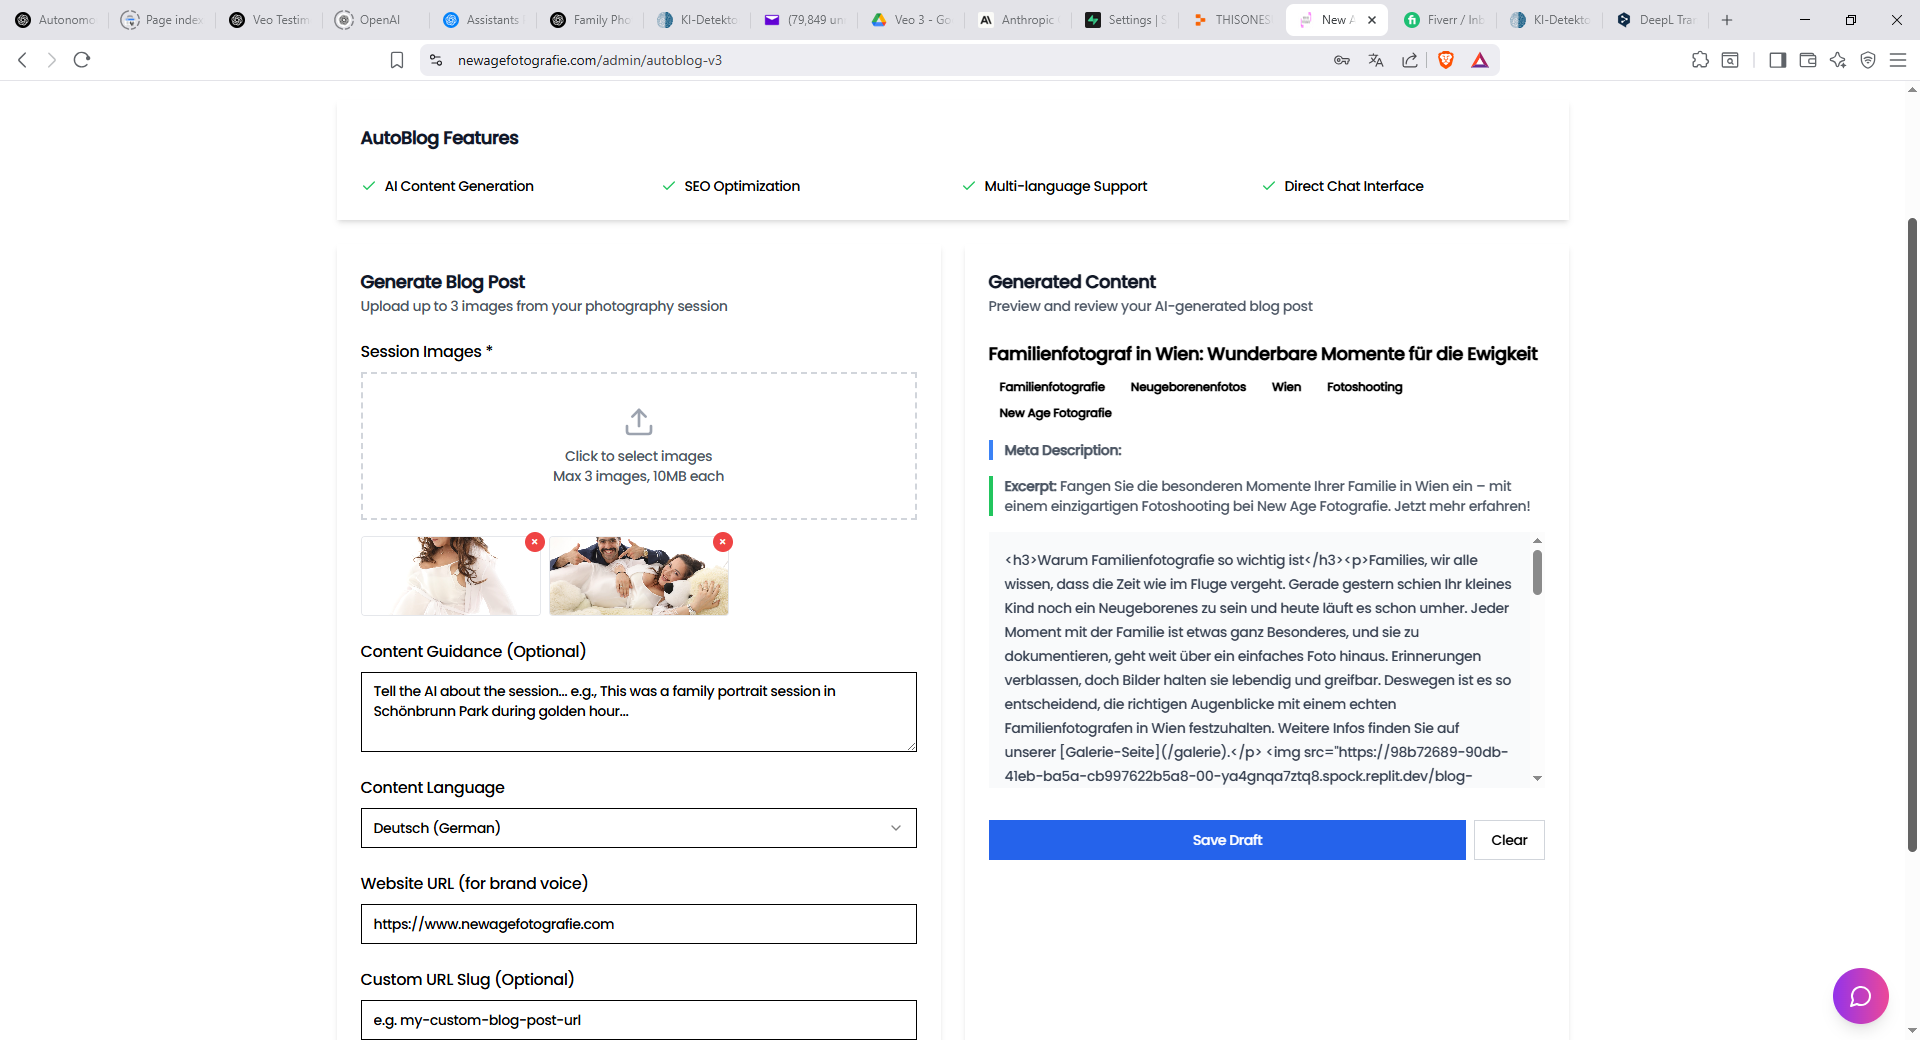 Autonomo
Page index
Veo Testim
OpenAI
Assistants
Family Pho
KI-Detekto
(79,849 un
Veo 3 - Go
Anthropic
Settings | S
THISONES
New A
Fiverr / Inb
KI-Detekto
DeepL Tra
newagefotografie.com/admin/autoblog-v3
AutoBlog Features
AI Content Generation
SEO Optimization
Multi-language Support
Direct Chat Interface
Generate Blog Post
Upload up to 3 images from your photography session
Session Images *
Click to select images
Max 3 images, 10MB each
Content Guidance (Optional)
Tell the AI about the session... e.g., This was a family portrait session in
Schönbrunn Park during golden hour...
Content Language
Deutsch (German)
Website URL (for brand voice)
https://www.newagefotografie.com
Custom URL Slug (Optional)
e.g. my-custom-blog-post-url
Generated Content
Preview and review your AI-generated blog post
Familienfotograf in Wien: Wunderbare Momente für die Ewigkeit
Familienfotografie
Neugeborenenfotos
Wien
Fotoshooting
New Age Fotografie
Meta Description:
Excerpt: Fangen Sie die besonderen Momente Ihrer Familie in Wien ein – mit
einem einzigartigen Fotoshooting bei New Age Fotografie. Jetzt mehr erfahren!
<h3>Warum Familienfotografie so wichtig ist</h3><p>Families, wir alle
wissen, dass die Zeit wie im Fluge vergeht. Gerade gestern schien Ihr kleines
Kind noch ein Neugeborenes zu sein und heute läuft es schon umher. Jeder
Moment mit der Familie ist etwas ganz Besonderes, und sie zu
dokumentieren, geht weit über ein einfaches Foto hinaus. Erinnerungen
verblassen, doch Bilder halten sie lebendig und greifbar. Deswegen ist es so
entscheidend, die richtigen Augenblicke mit einem echten
Familienfotografen in Wien festzuhalten. Weitere Infos finden Sie auf
unserer [Galerie-Seite](/galerie).</p> <img src="https://98b72689-90db-
41eb-ba5a-cb997622b5a8-00-ya4gnqa7ztq8.spock.replit.dev/blog-
Save Draft
Clear